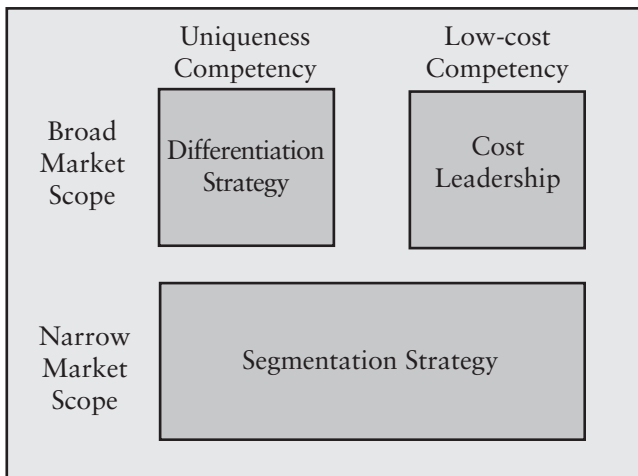 Uniqueness
Competency
Low-cost
Competency
Broad
Market
Scope
Differentiation
Strategy
Cost
Leadership
Narrow
Market
Scope
Segmentation Strategy